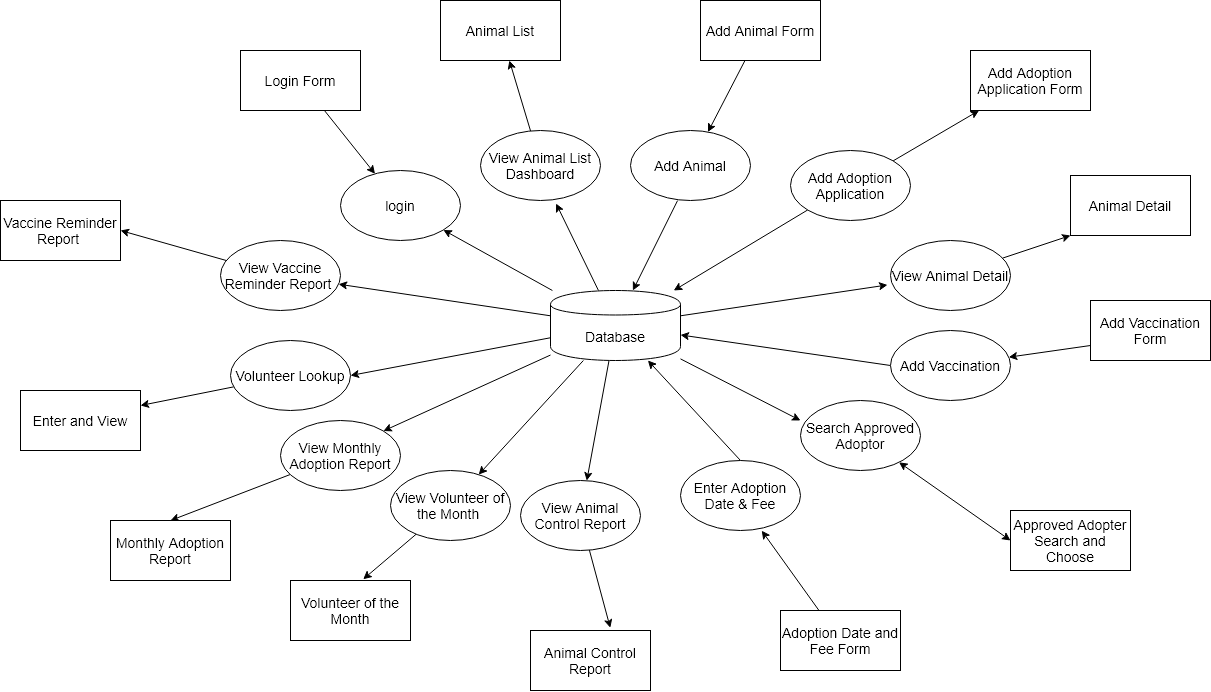 Animal List
Add Animal Form
Login Form
Add Adoption
Application Form
View Animal List
Dashboard
Add Animal
Add Adoption
Application
login
Animal Detail
Vaccine Reminder
Report
View Vaccine
Reminder Report
View Animal Detail
Database
Add Vaccination
Form
Volunteer Lookup
Add Vaccination
Enter and View
Search Approved
Adoptor
View Monthly
Adoption Report
View Volunteer of
the Month
View Animal
Control Report
Enter Adoption
Date & Fee
Monthly Adoption
Report
Approved Adopter
Search and
Choose
Volunteer of the
Month
Animal Control
Report
Adoption Date and
Fee Form